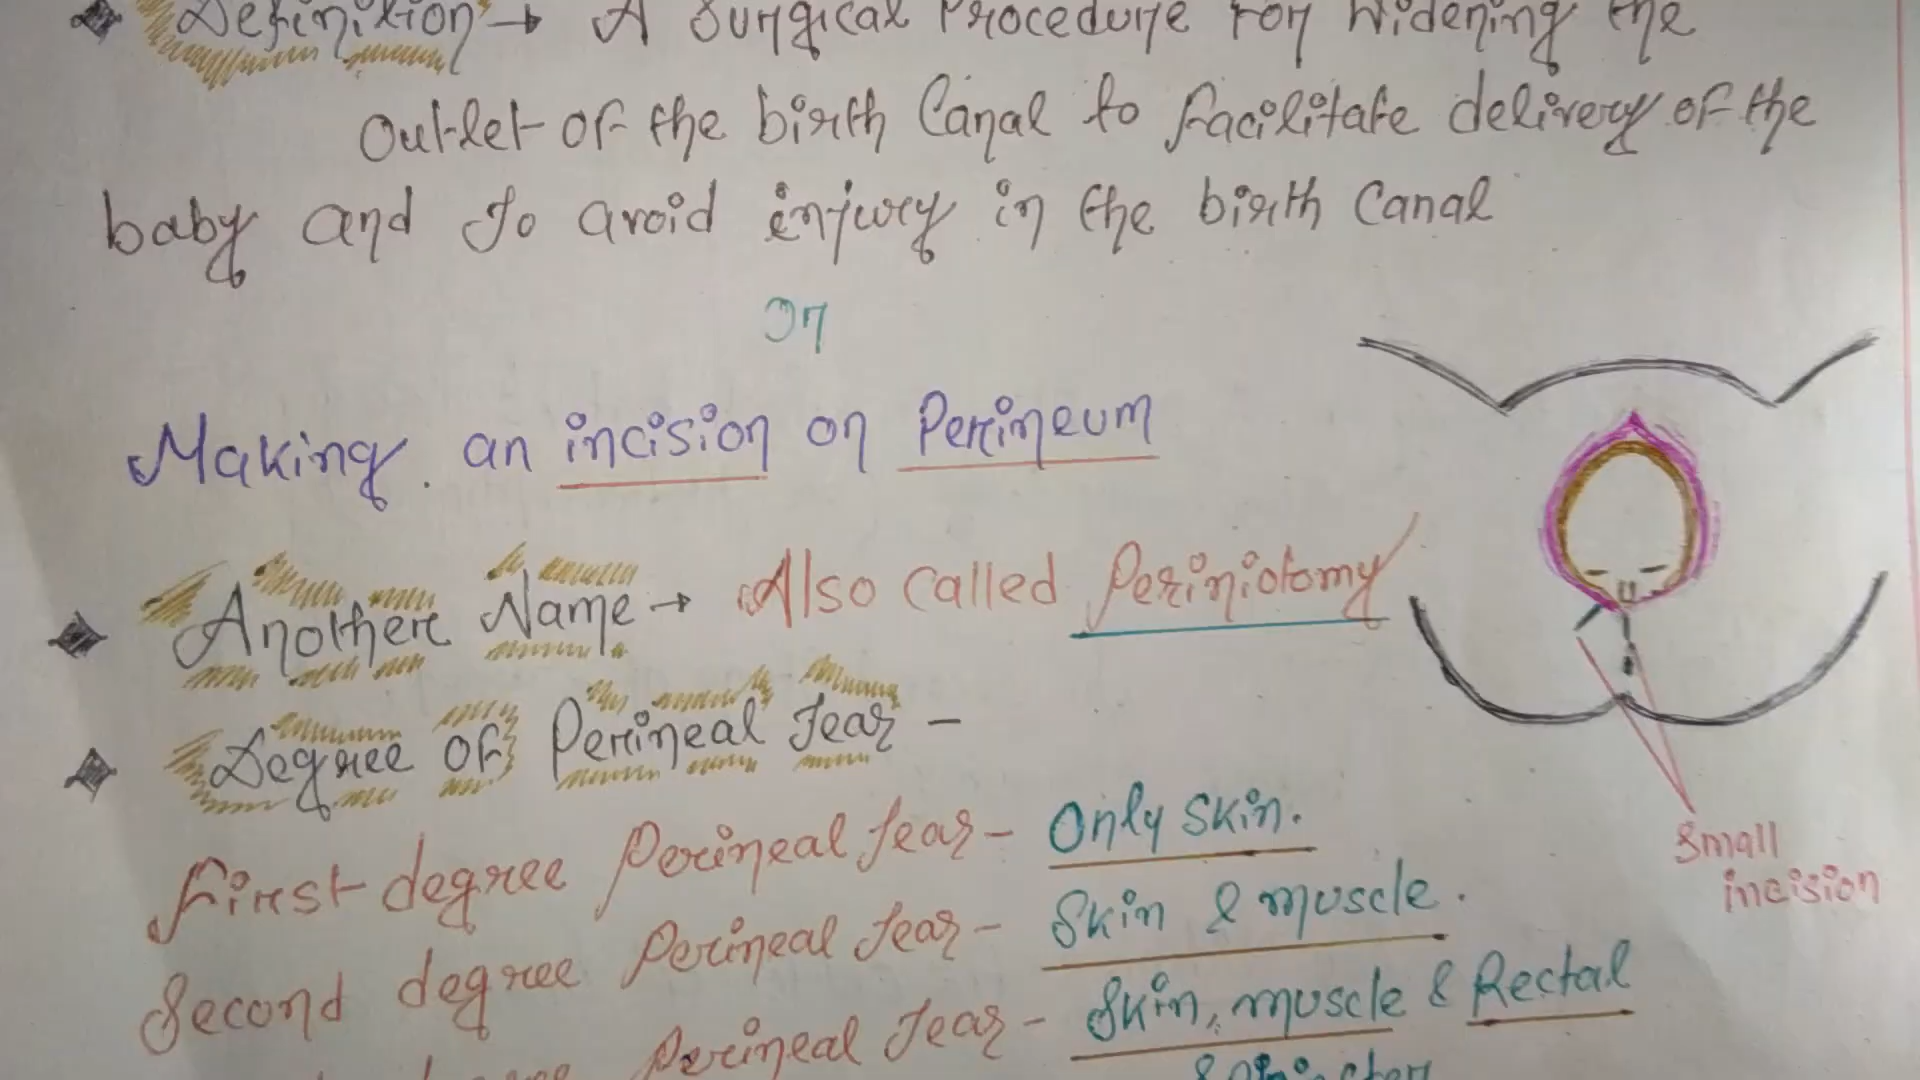 Definition → A Surgical Procedure For Widening the
Outlet of the birth Canal to facilitate delivery of the
baby and To avoid injury in the birth Canal
Or
Making an incision on Perineum
Another Name → Also Called Periniotomy
Degree Of Perineal Tear -
First degree Perineal Tear - Only Skin.
Second degree Perineal Tear - Skin & muscle.
Perineal Tear - Skin, muscle & Rectal
Small
incision